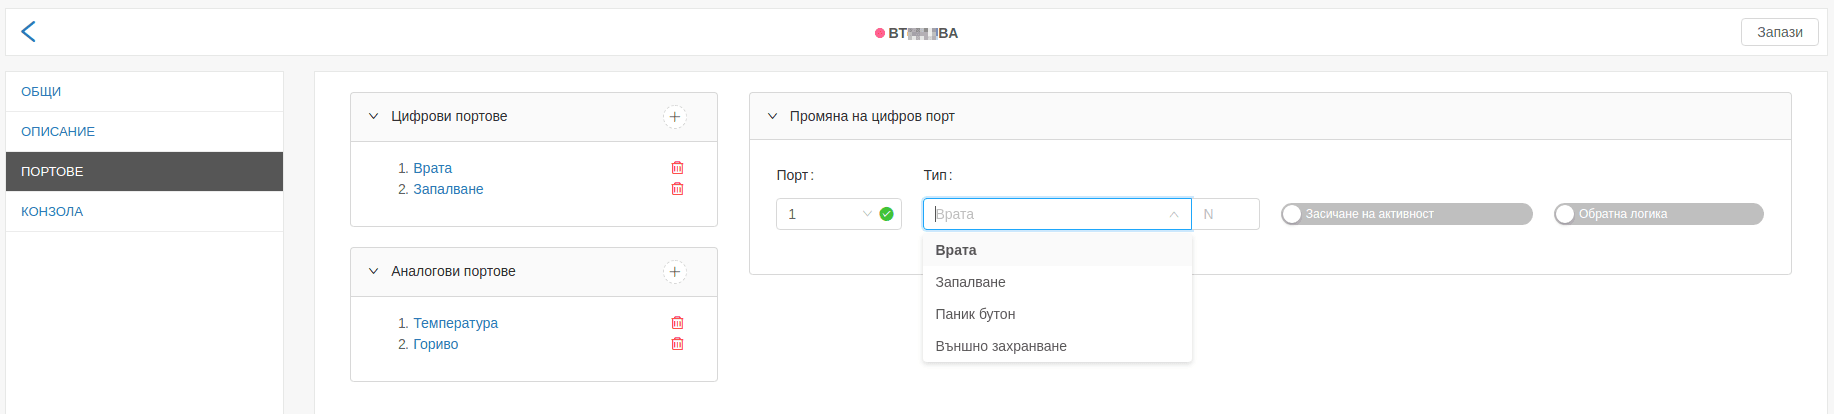 BT BA
Запази
ОБЩИ
ОПИСАНИЕ
ПОРТОВЕ
КОНЗОЛА
Цифрови портове
1. Врата
2. Запалване
Аналогови портове
1. Температура
2. Гориво
Промяна на цифров порт
Порт: Тип:
1 Врата N Засичане на активност Обратна логика
Врата
Запалване
Паник бутон
Външно захранване